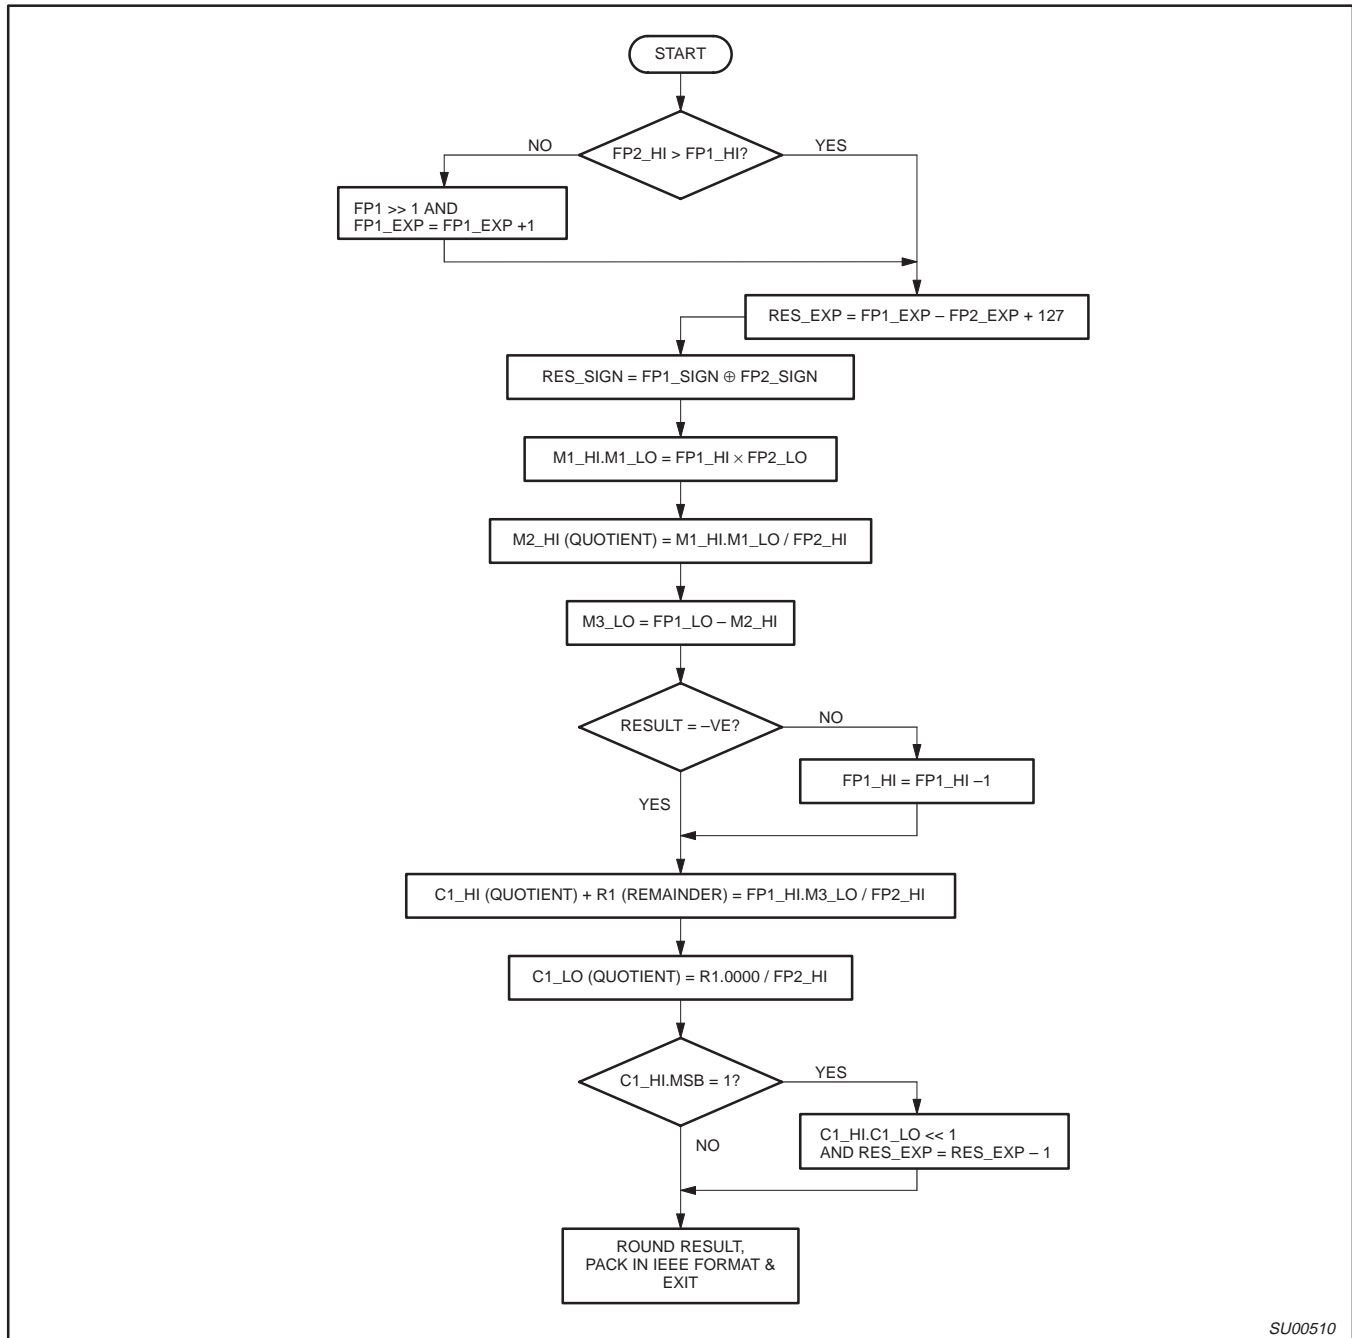 START
FP2_HI > FP1_HI?
NO
YES
FP1 >> 1 AND
FP1_EXP = FP1_EXP +1
RES_EXP = FP1_EXP – FP2_EXP + 127
RES_SIGN = FP1_SIGN ⊕ FP2_SIGN
M1_HI.M1_LO = FP1_HI × FP2_LO
M2_HI (QUOTIENT) = M1_HI.M1_LO / FP2_HI
M3_LO = FP1_LO – M2_HI
RESULT = –VE?
NO
FP1_HI = FP1_HI –1
YES
C1_HI (QUOTIENT) + R1 (REMAINDER) = FP1_HI.M3_LO / FP2_HI
C1_LO (QUOTIENT) = R1.0000 / FP2_HI
C1_HI.MSB = 1?
YES
C1_HI.C1_LO << 1
AND RES_EXP = RES_EXP – 1
NO
ROUND RESULT,
PACK IN IEEE FORMAT &
EXIT
SU00510